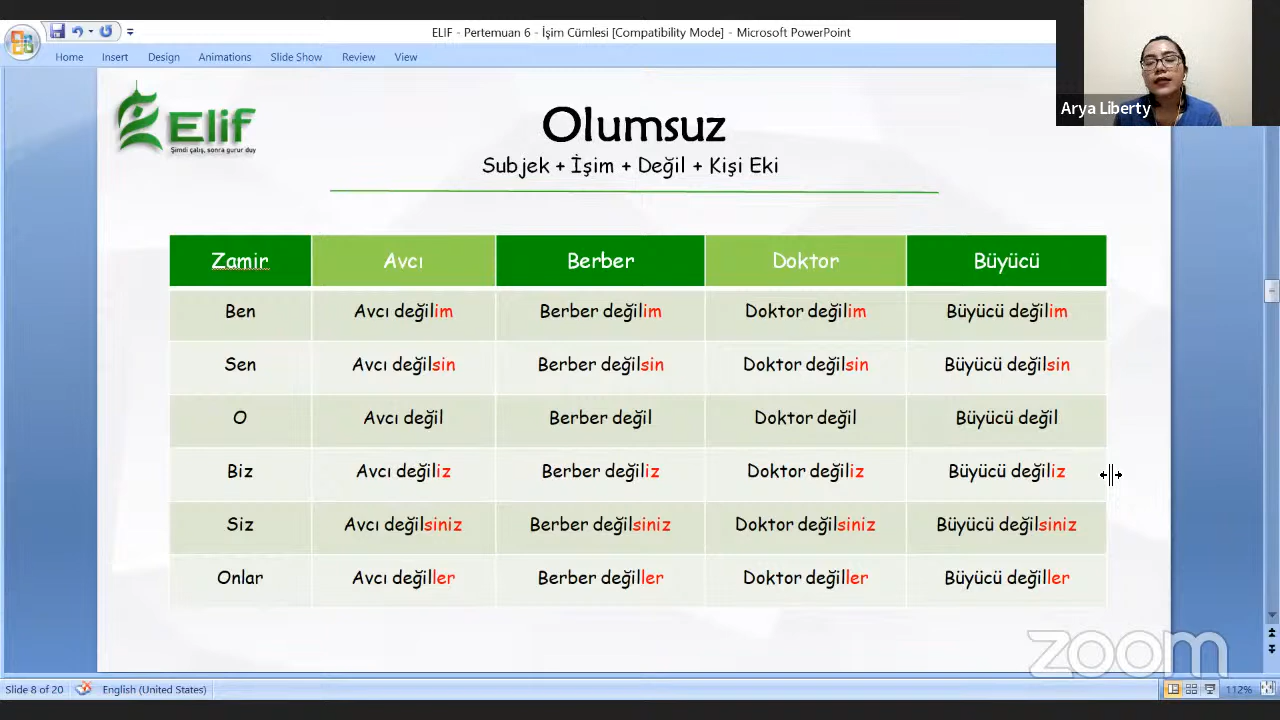 ELIF - Pertemuan 6 - İşim Cümlesi [Compatibility Mode] - Microsoft PowerPoint
Home Insert Design Animations Slide Show Review View
Arya Liberty
Elif
Şimdi çalış, sonra gurur duy
Olumsuz
Subjek + İşim + Değil + Kişi Eki
Zamir Avcı Berber Doktor Büyücü
Ben Avcı değilim Berber değilim Doktor değilim Büyücü değilim
Sen Avcı değilsin Berber değilsin Doktor değilsin Büyücü değilsin
O Avcı değil Berber değil Doktor değil Büyücü değil
Biz Avcı değiliz Berber değiliz Doktor değiliz Büyücü değiliz
Siz Avcı değilsiniz Berber değilsiniz Doktor değilsiniz Büyücü değilsiniz
Onlar Avcı değiller Berber değiller Doktor değiller Büyücü değiller
zoom
Slide 8 of 20 English (United States) 112%